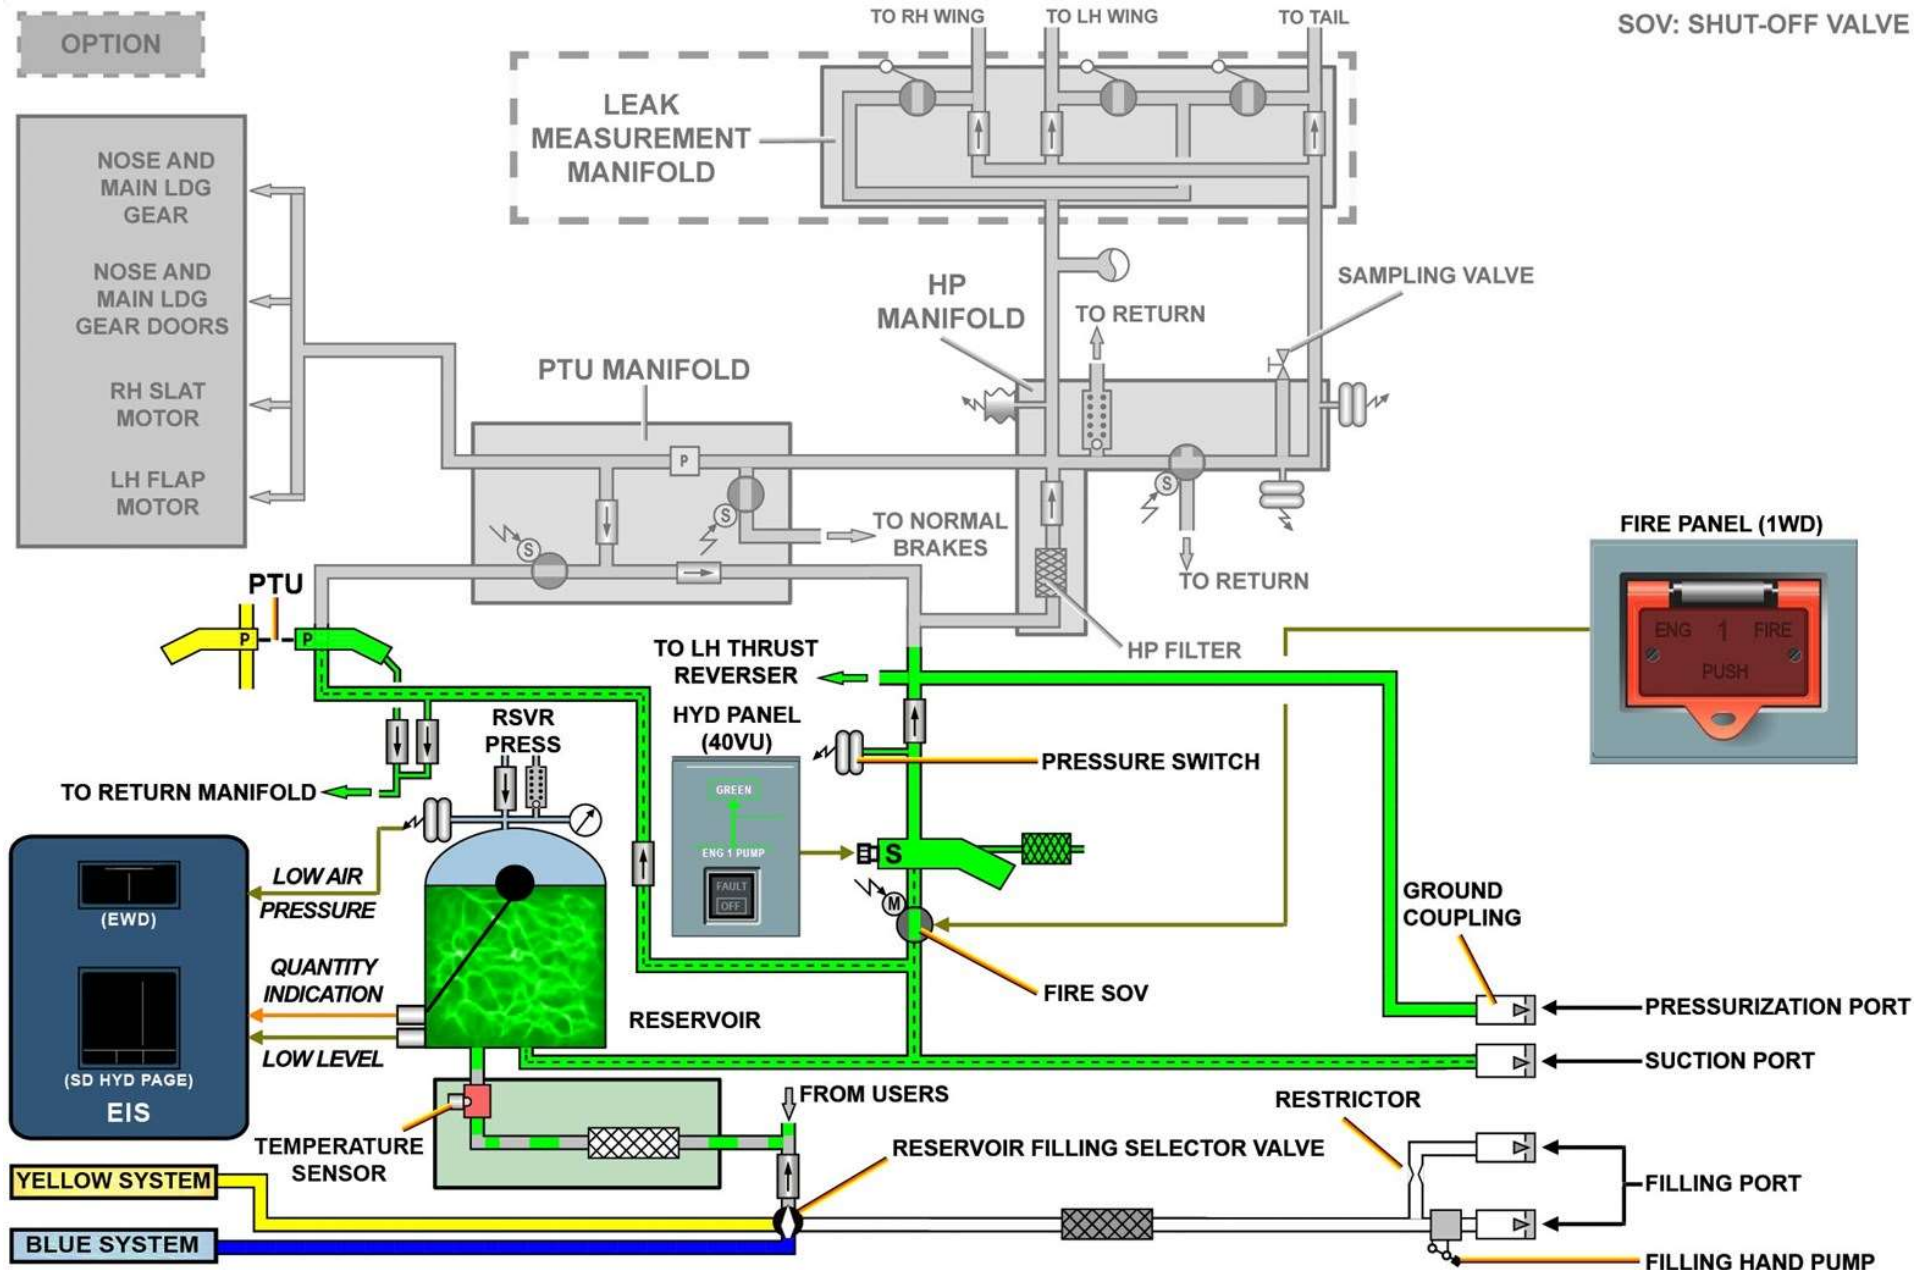 OPTION
TO RH WING
TO LH WING
TO TAIL
SOV: SHUT-OFF VALVE
LEAK
MEASUREMENT
MANIFOLD
NOSE AND
MAIN LDG
GEAR
NOSE AND
MAIN LDG
GEAR DOORS
RH SLAT
MOTOR
LH FLAP
MOTOR
HP
MANIFOLD
TO RETURN
SAMPLING VALVE
PTU MANIFOLD
P
S
S
S
TO NORMAL
BRAKES
TO RETURN
HP FILTER
FIRE PANEL (1WD)
ENG 1 FIRE
PUSH
PTU
P
P
TO LH THRUST
REVERSER
HYD PANEL
(40VU)
GREEN
ENG 1 PUMP
FAULT
OFF
RSVR
PRESS
PRESSURE SWITCH
TO RETURN MANIFOLD
S
M
LOW AIR
PRESSURE
(EWD)
QUANTITY
INDICATION
LOW LEVEL
(SD HYD PAGE)
EIS
RESERVOIR
FIRE SOV
GROUND
COUPLING
PRESSURIZATION PORT
SUCTION PORT
FROM USERS
RESTRICTOR
TEMPERATURE
SENSOR
RESERVOIR FILLING SELECTOR VALVE
FILLING PORT
YELLOW SYSTEM
BLUE SYSTEM
FILLING HAND PUMP